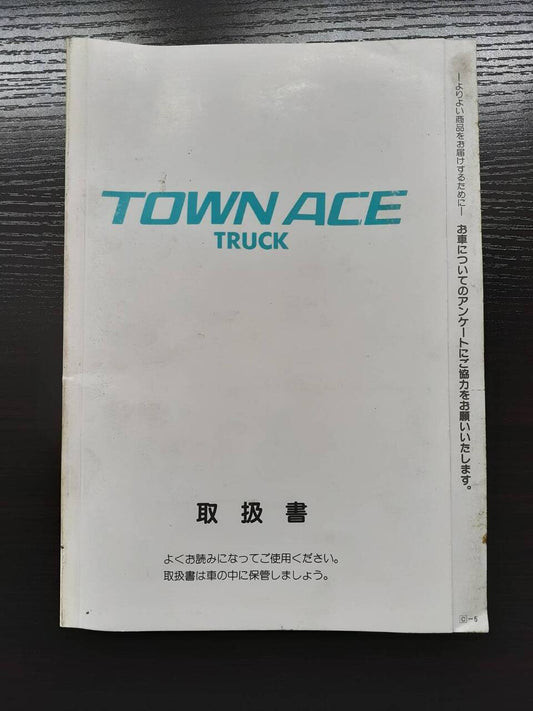 TOWN ACE
TRUCK
取扱書
よくお読みになってご使用ください。
取扱書は車の中に保管しましょう。
―よりよい商品をお届けするために― お車についてのアンケートにご協力をお願いいたします。
C-5